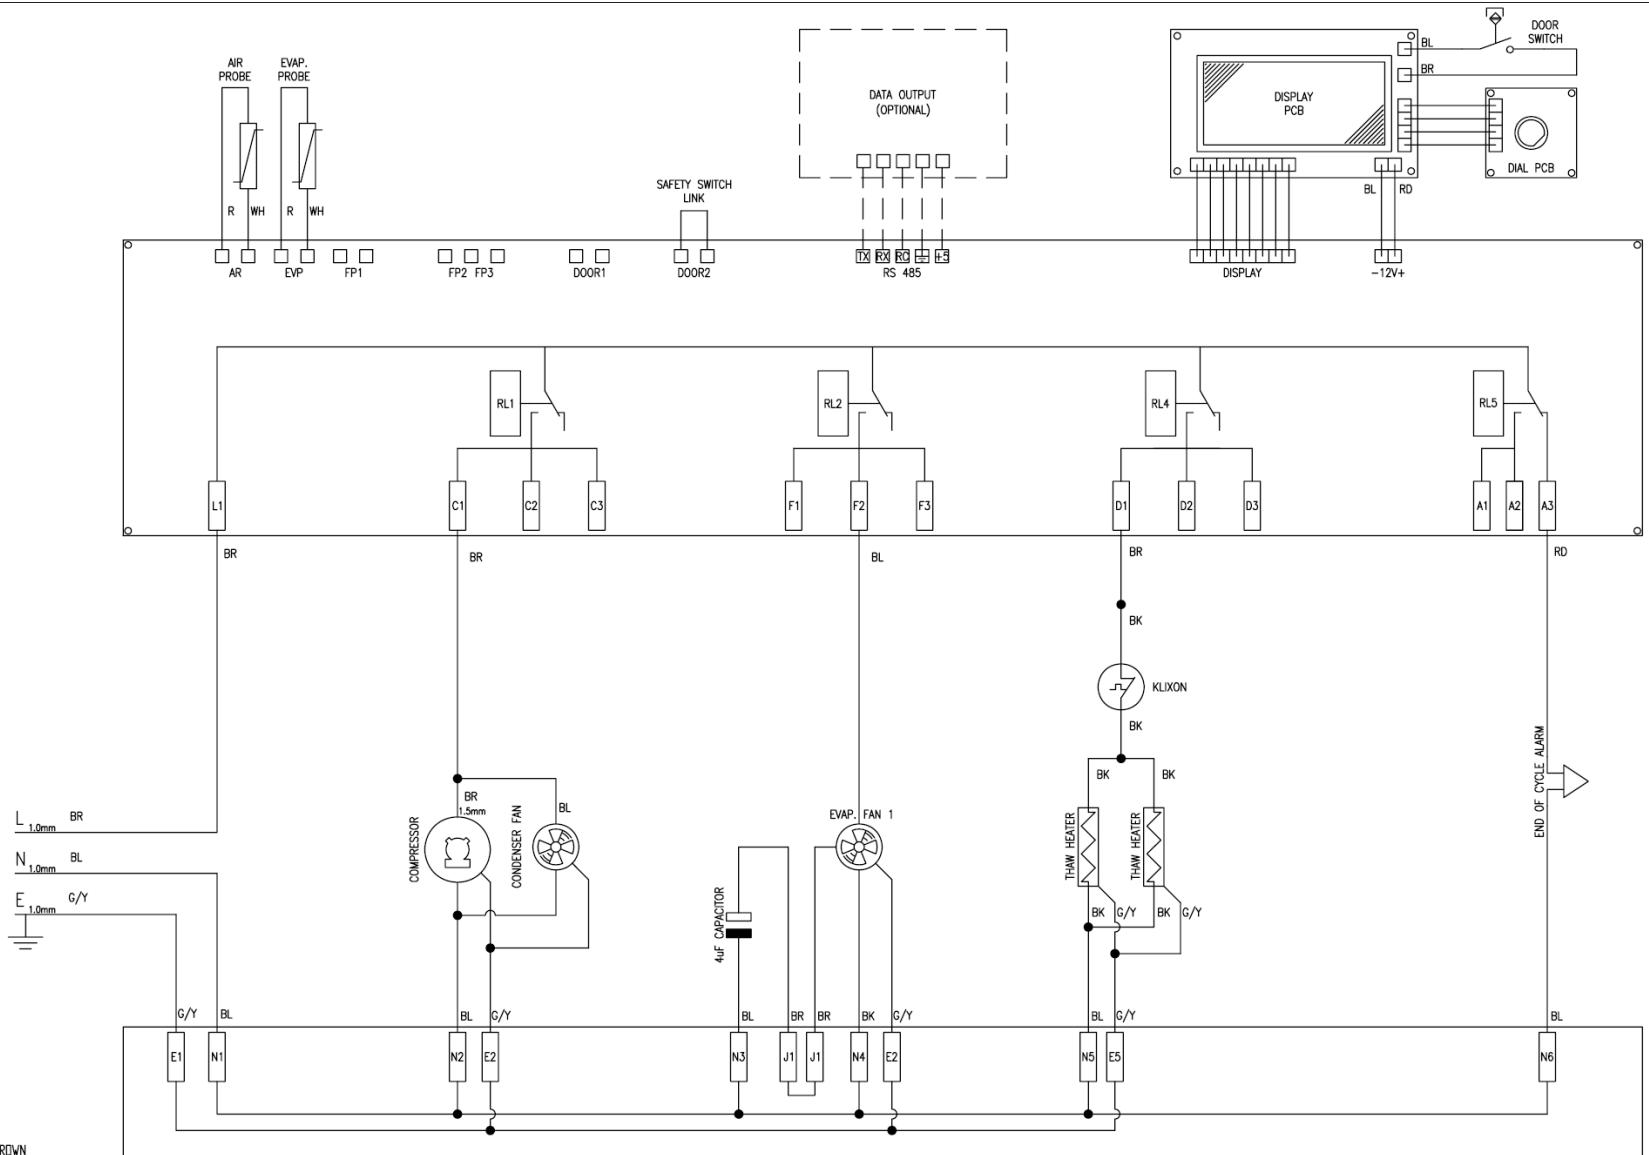 AIR
PROBE
EVAP.
PROBE
R
WH
R
WH
SAFETY SWITCH
LINK
DATA OUTPUT
(OPTIONAL)
DISPLAY
PCB
BL
BR
DOOR
SWITCH
DIAL PCB
BL
RD
AR
EVP
FP1
FP2
FP3
DOOR1
DOOR2
TX
RX
RC
+5
RS 485
DISPLAY
-12V+
RL1
RL2
RL4
RL5
L1
C1
C2
C3
F1
F2
F3
D1
D2
D3
A1
A2
A3
BR
BR
BL
BR
RD
BK
KLIXON
BK
BK
BK
L
1.0mm
BR
N
1.0mm
BL
E
1.0mm
G/Y
COMPRESSOR
BR
1.5mm
CONDENSER FAN
BL
4uF CAPACITOR
EVAP. FAN 1
THAW HEATER
THAW HEATER
BK
G/Y
BK
G/Y
END OF CYCLE ALARM
G/Y
BL
BL
G/Y
BL
BR
BR
BK
G/Y
BL
G/Y
BL
E1
N1
N2
E2
N3
J1
J1
N4
E2
N5
E5
N6
ROWN